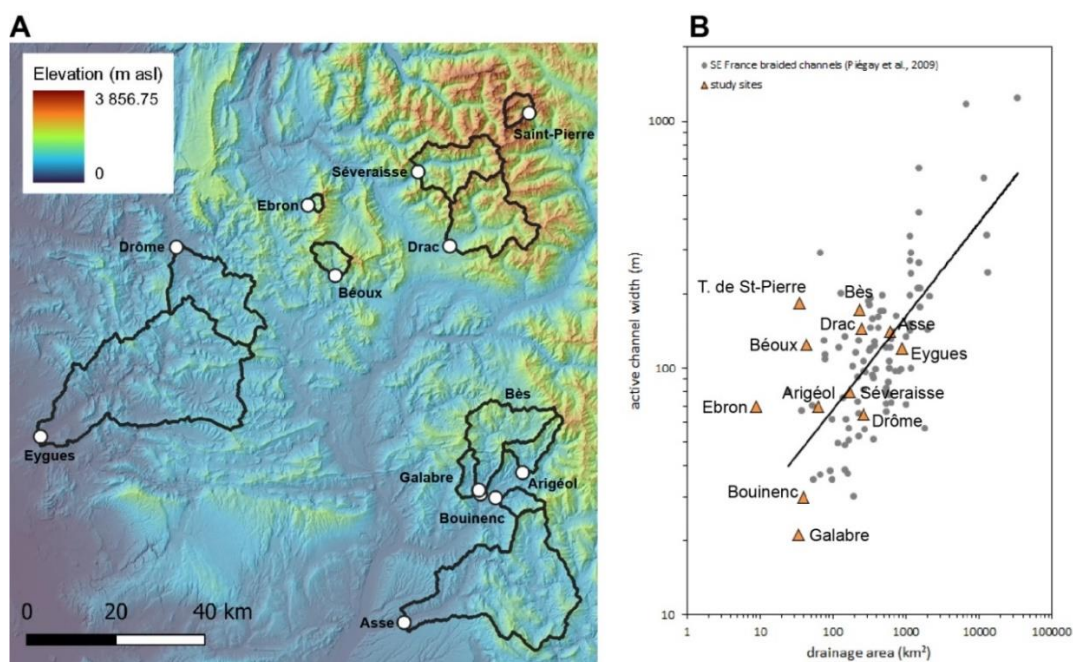 A
Elevation (m asl)
3 856.75
0
Saint-Pierre
Séveraisse
Ebron
Drôme
Drac
Béoux
Bès
Eygues
Galabre
Arigéol
Bouinenc
0 20 40 km
Asse
B
SE France braided channels (Piégay et al., 2009)
study sites
1000
T. de St-Pierre
Bès
Drac
Asse
Béoux
Eygues
100
Arigéol
Séveraisse
Ebron
Drôme
Bouinenc
Galabre
10
1 10 100 1000 10000 100000
active channel width (m)
drainage area (km²)